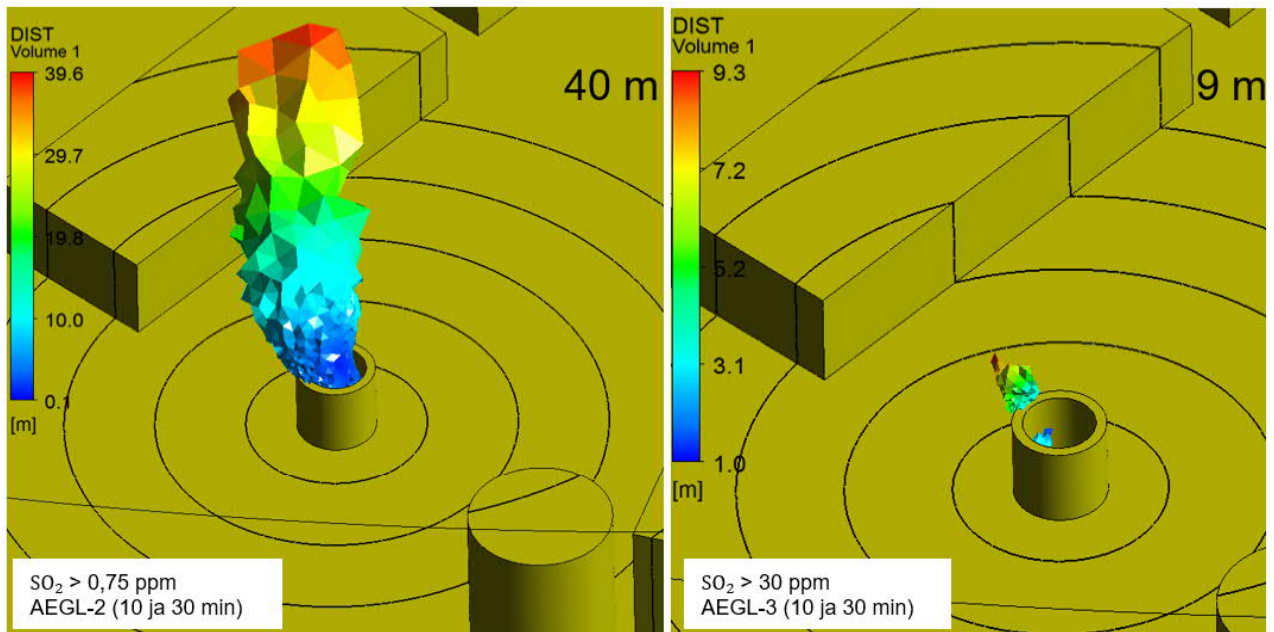 DIST
Volume 1
39.6
40 m
29.7
19.8
10.0
0.1
[m]
SO₂ > 0,75 ppm
AEGL-2 (10 ja 30 min)
DIST
Volume 1
9.3
9 m
7.2
5.2
3.1
1.0
[m]
SO₂ > 30 ppm
AEGL-3 (10 ja 30 min)